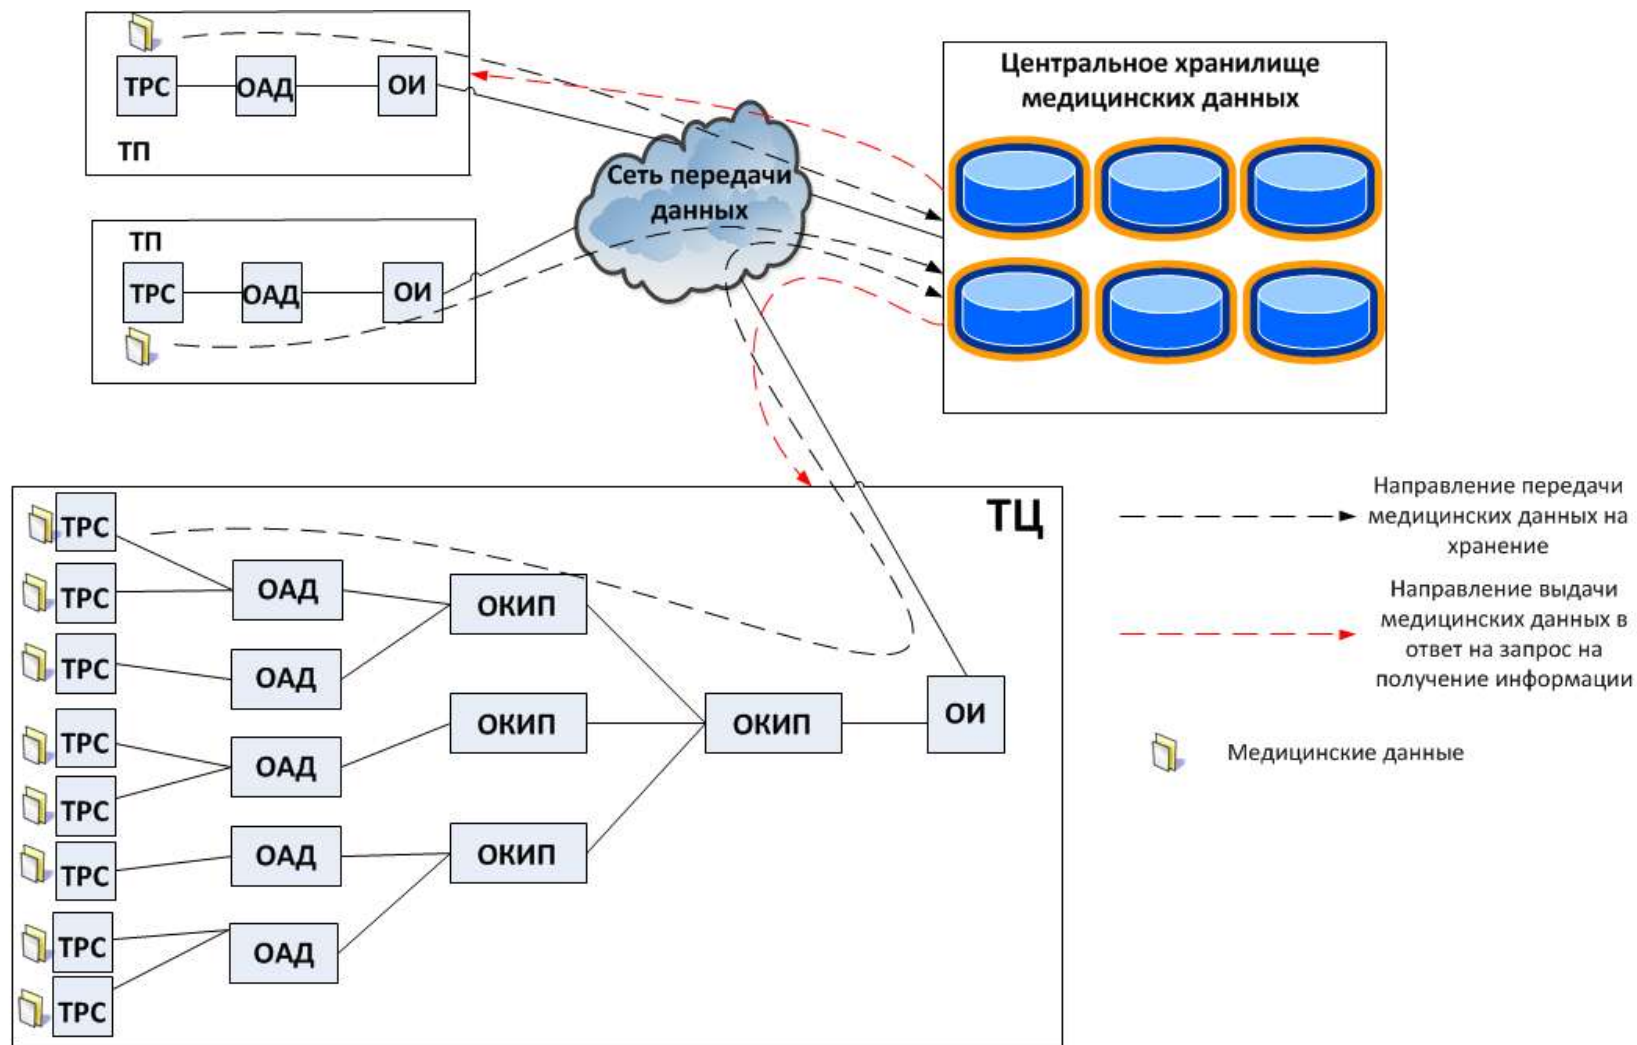 ТРС
ОАД
ОИ
ТП
ТП
ТРС
ОАД
ОИ
Сеть передачи
данных
Центральное хранилище
медицинских данных
ТЦ
ТРС
ТРС
ТРС
ТРС
ТРС
ТРС
ТРС
ТРС
ОАД
ОАД
ОАД
ОАД
ОАД
ОКИП
ОКИП
ОКИП
ОКИП
ОИ
Направление передачи
медицинских данных на
хранение
Направление выдачи
медицинских данных в
ответ на запрос на
получение информации
Медицинские данные